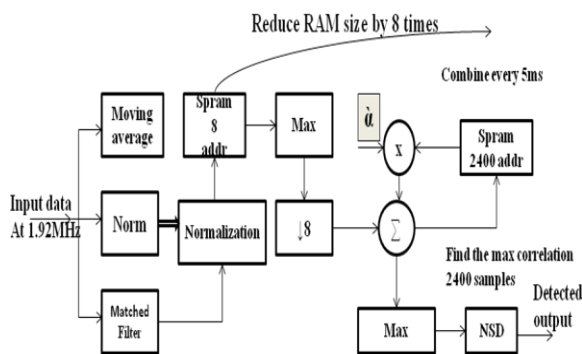 Reduce RAM size by 8 times
Combine every 5ms
Moving
average
Spram
8
addr
Max
ὰ
x
Spram
2400 addr
Input data
At 1.92MHz
Norm
Normalization
↓8
Σ
Find the max correlation
2400 samples
Matched
Filter
Max
NSD
Detected
output